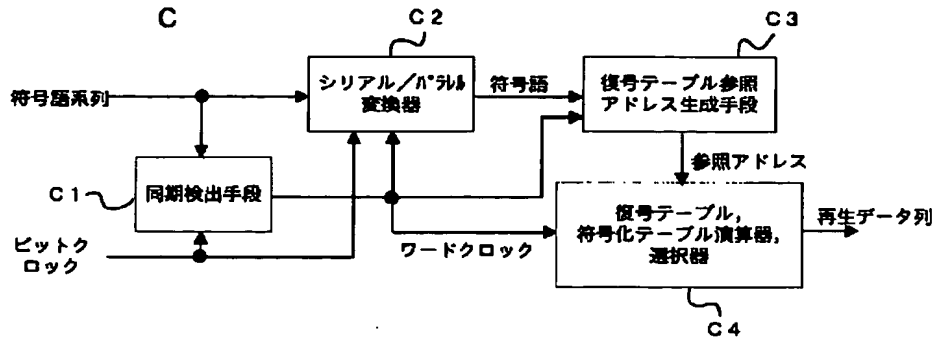 C
C2
C3
符号語系列
シリアル／パラレル
変換器
符号語
復号テーブル参照
アドレス生成手段
C1
同期検出手段
参照アドレス
ビットク
ロック
ワードクロック
復号テーブル,
符号化テーブル演算器,
選択器
再生データ列
C4